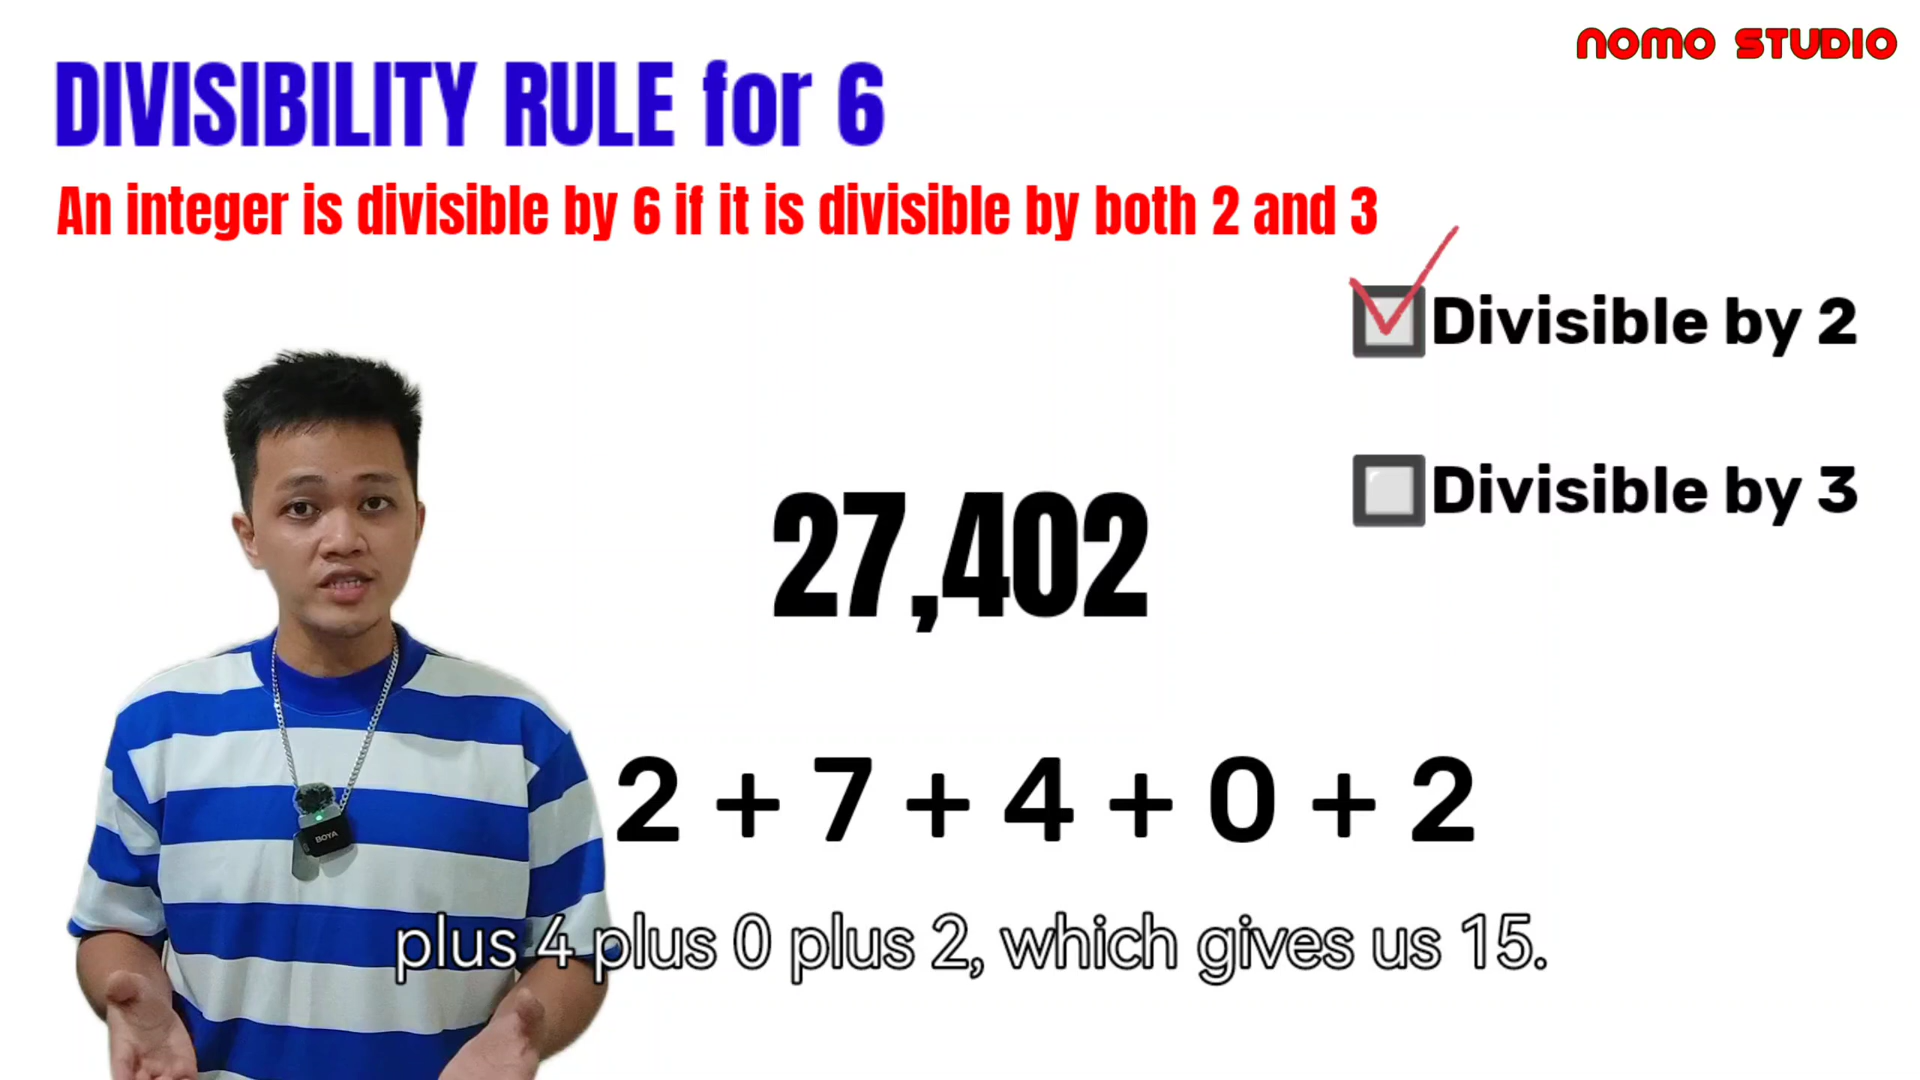 NOMO STUDIO
DIVISIBILITY RULE for 6
An integer is divisible by 6 if it is divisible by both 2 and 3
Divisible by 2
Divisible by 3
27,402
2 + 7 + 4 + 0 + 2
BOYA
plus 4 plus 0 plus 2, which gives us 15.